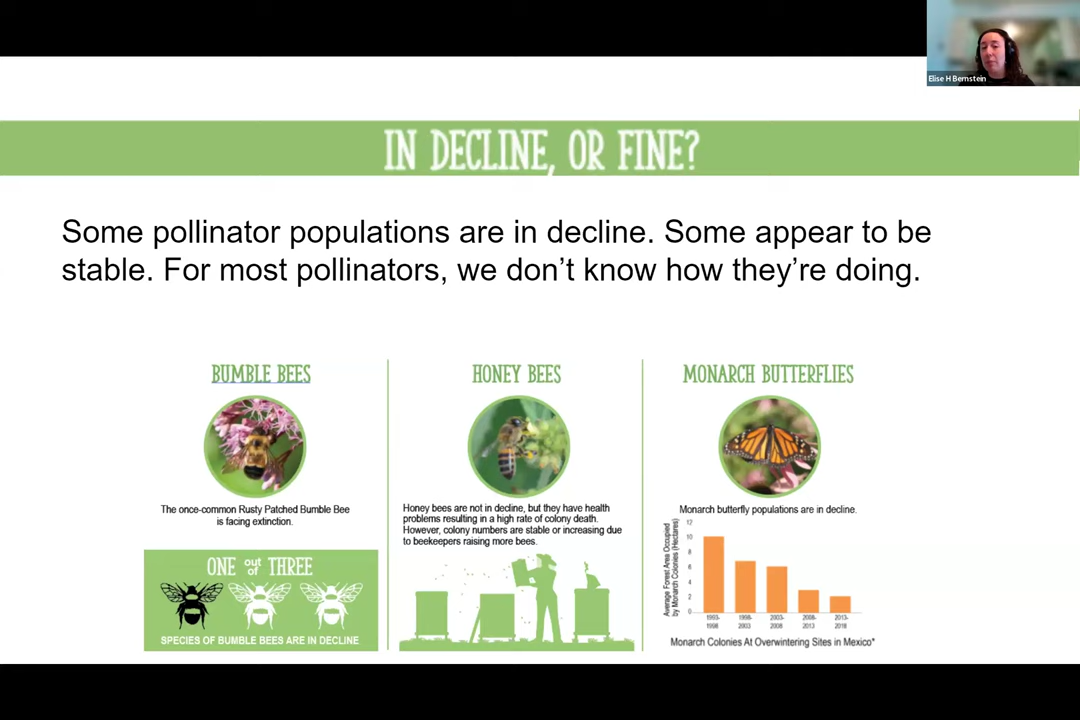 Elise H Bernstein
IN DECLINE, OR FINE?
Some pollinator populations are in decline. Some appear to be
stable. For most pollinators, we don't know how they're doing.
BUMBLE BEES
The once-common Rusty Patched Bumble Bee
is facing extinction.
ONE out of THREE
SPECIES OF BUMBLE BEES ARE IN DECLINE
HONEY BEES
Honey bees are not in decline, but they have health
problems resulting in a high rate of colony death.
However, colony numbers are stable or increasing due
to beekeepers raising more bees.
MONARCH BUTTERFLIES
Monarch butterfly populations are in decline.
Average Forest Area Occupied
by Monarch Colonies (Hectares)
12
10
8
6
4
2
0
1993-
1998
1998-
2003
2003-
2008
2008-
2013
2013-
2018
Monarch Colonies At Overwintering Sites in Mexico*